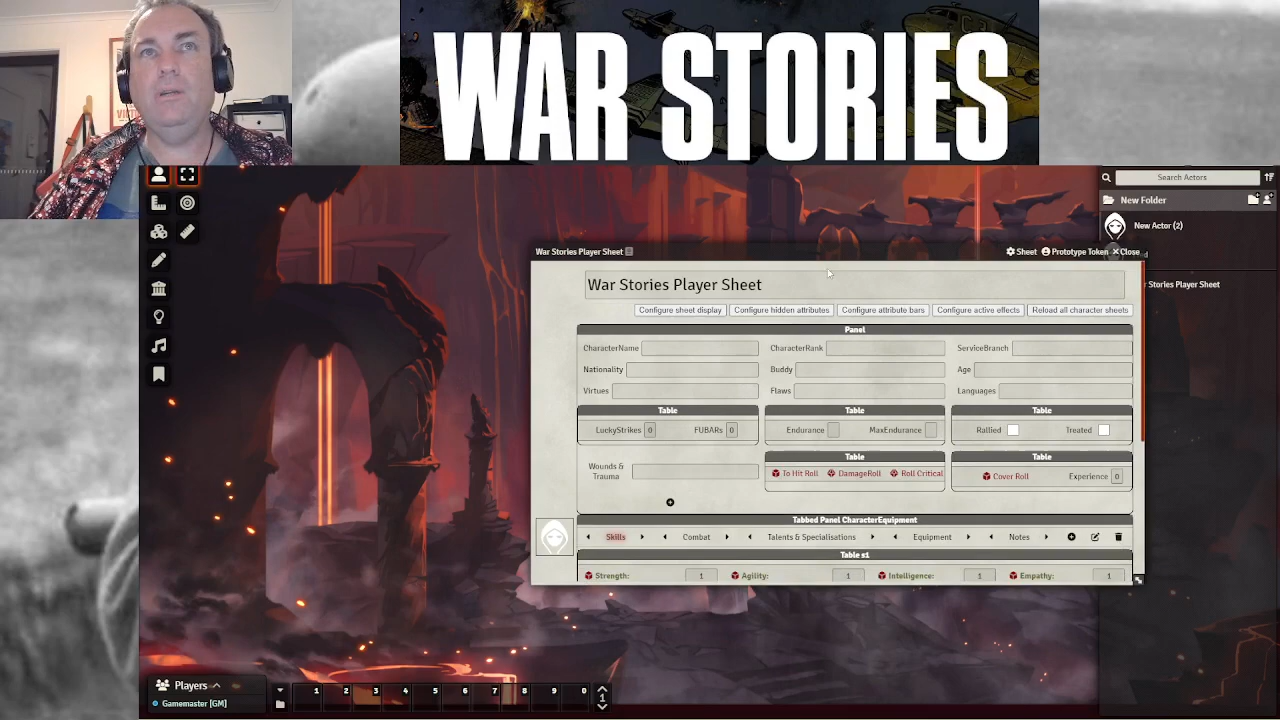 WAR STORIES
Search Actors
New Folder
New Actor (2)
War Stories Player Sheet
Sheet
Prototype Token
Close
Stories Player Sheet
War Stories Player Sheet
Configure sheet display
Configure hidden attributes
Configure attribute bars
Configure active effects
Reload all character sheets
Panel
CharacterName
CharacterRank
ServiceBranch
Nationality
Buddy
Age
Virtues
Flaws
Languages
Table
Table
Table
LuckyStrikes 0
FUBARs 0
Endurance
MaxEndurance
Rallied
Treated
Wounds &
Trauma
Table
Table
To Hit Roll
DamageRoll
Roll Critical
Cover Roll
Experience 0
Tabbed Panel CharacterEquipment
Skills
Combat
Talents & Specialisations
Equipment
Notes
Table s1
Strength: 1
Agility: 1
Intelligence: 1
Empathy: 1
Players
Gamemaster [GM]
1 2 3 4 5 6 7 8 9 0
1